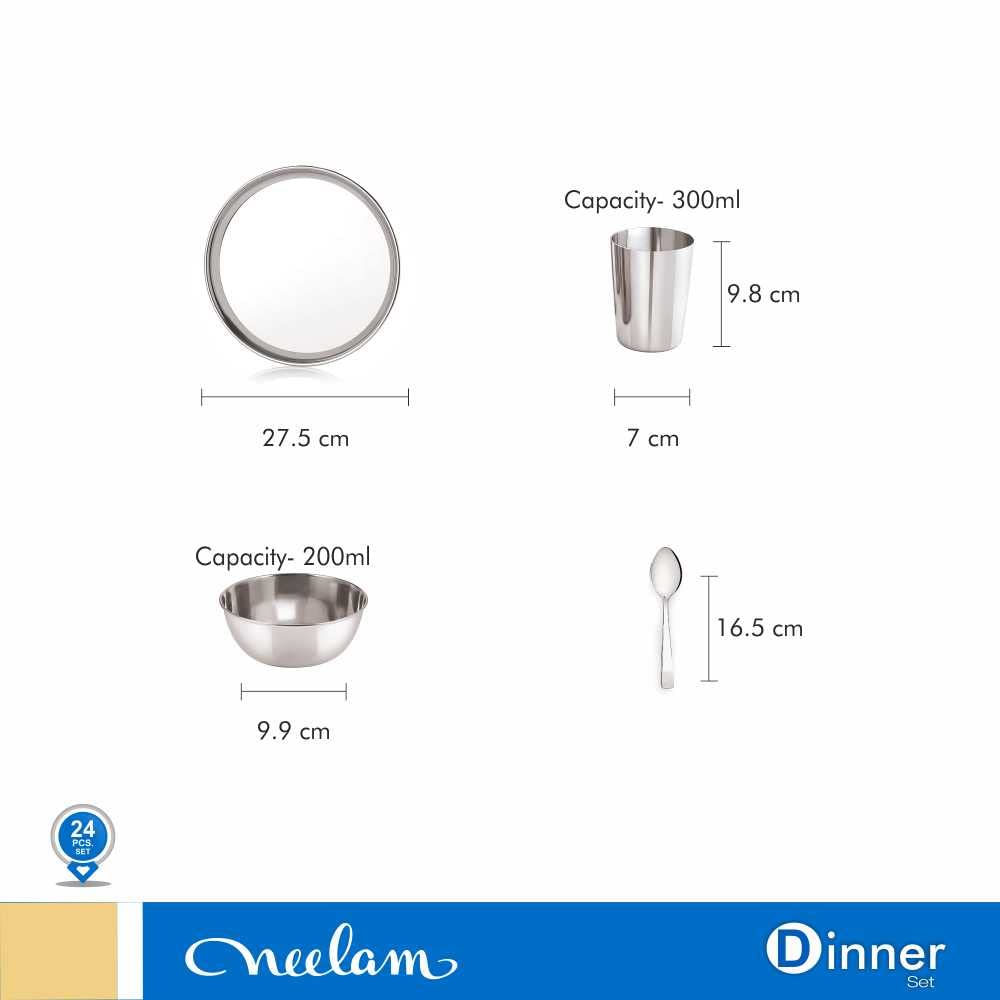 Capacity- 300ml
9.8 cm
27.5 cm
7 cm
Capacity- 200ml
16.5 cm
9.9 cm
24
PCS.
SET
neelam
Dinner
Set